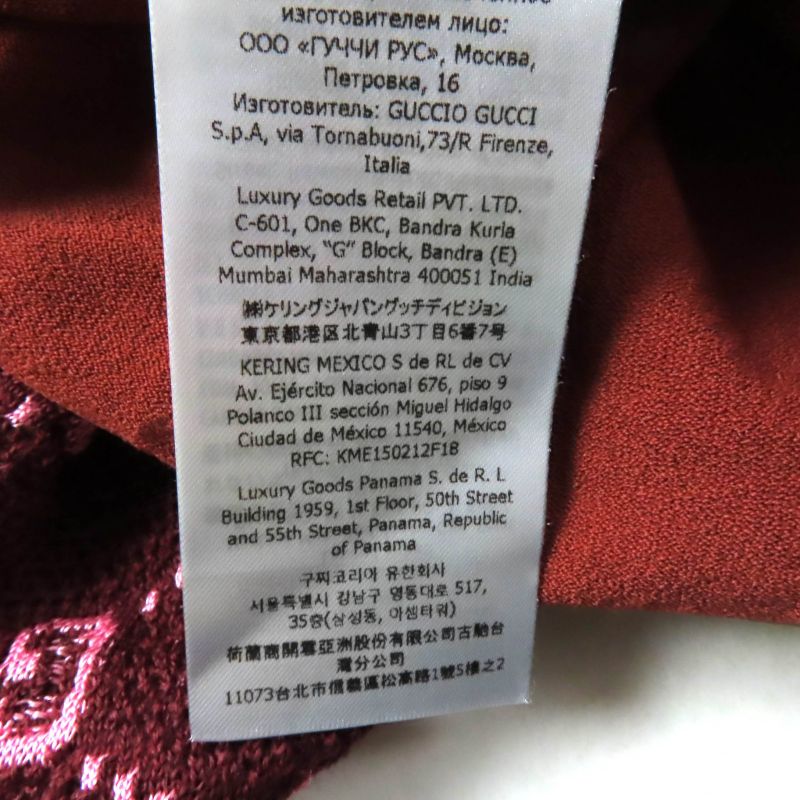 изготовителем лицо:
ООО «ГУЧЧИ РУС», Москва,
Петровка, 16
Изготовитель: GUCCIO GUCCI
S.p.A, via Tornabuoni,73/R Firenze,
Italia
Luxury Goods Retail PVT. LTD.
C-601, One BKC, Bandra Kurla
Complex, "G" Block, Bandra (E)
Mumbai Maharashtra 400051 India
㈱ケリングジャパングッチディビジョン
東京都港区北青山3丁目6番7号
KERING MEXICO S de RL de CV
Av. Ejército Nacional 676, piso 9
Polanco III sección Miguel Hidalgo
Ciudad de México 11540, México
RFC: KME150212F1B
Luxury Goods Panama S. de R. L
Building 1959, 1st Floor, 50th Street
and 55th Street, Panama, Republic
of Panama
구찌코리아 유한회사
서울특별시 강남구 영동대로 517,
35층(삼성동, 아셈타워)
荷蘭商開雲亞洲股份有限公司古馳台
灣分公司
11073台北市信義區松高路1號5樓之2